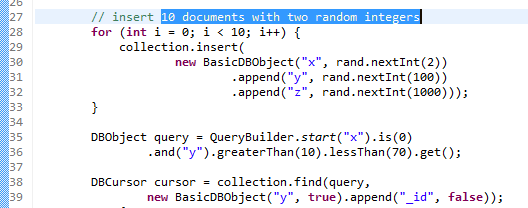 26
27 // insert 10 documents with two random integers
28 for (int i = 0; i < 10; i++) {
29 collection.insert(
30 new BasicDBObject("x", rand.nextInt(2))
31 .append("y", rand.nextInt(100))
32 .append("z", rand.nextInt(1000)));
33 }
34
35 DBObject query = QueryBuilder.start("x").is(0)
36 .and("y").greaterThan(10).lessThan(70).get();
37
38 DBCursor cursor = collection.find(query,
39 new BasicDBObject("y", true).append("_id", false));